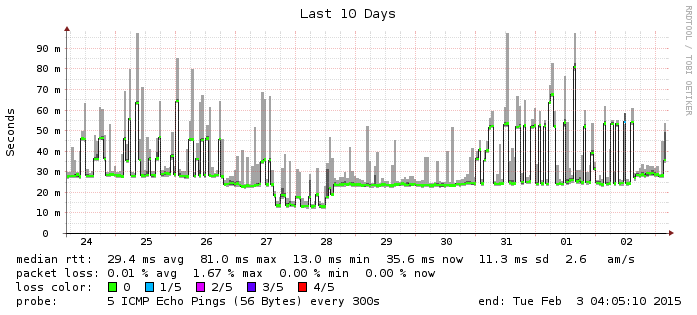 Last 10 Days
RRDTOOL / TOBI OETIKER
Seconds
90 m
80 m
70 m
60 m
50 m
40 m
30 m
20 m
10 m
0
24 25 26 27 28 29 30 31 01 02
median rtt: 29.4 ms avg 81.0 ms max 13.0 ms min 35.6 ms now 11.3 ms sd 2.6 am/s
packet loss: 0.01 % avg 1.67 % max 0.00 % min 0.00 % now
loss color: 0 1/5 2/5 3/5 4/5
probe: 5 ICMP Echo Pings (56 Bytes) every 300s end: Tue Feb 3 04:05:10 2015